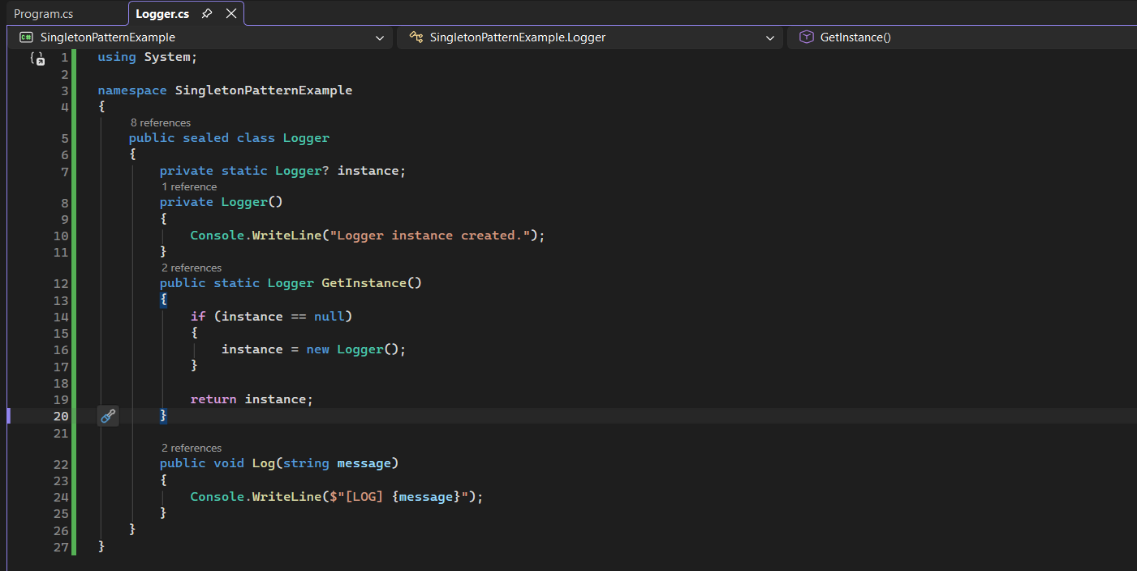 Program.cs Logger.cs
SingletonPatternExample SingletonPatternExample.Logger GetInstance()
1 using System;
2
3 namespace SingletonPatternExample
4 {
8 references
5 public sealed class Logger
6 {
7 private static Logger? instance;
1 reference
8 private Logger()
9 {
10 Console.WriteLine("Logger instance created.");
11 }
2 references
12 public static Logger GetInstance()
13 {
14 if (instance == null)
15 {
16 instance = new Logger();
17 }
18
19 return instance;
20 }
21
2 references
22 public void Log(string message)
23 {
24 Console.WriteLine($"[LOG] {message}");
25 }
26 }
27 }